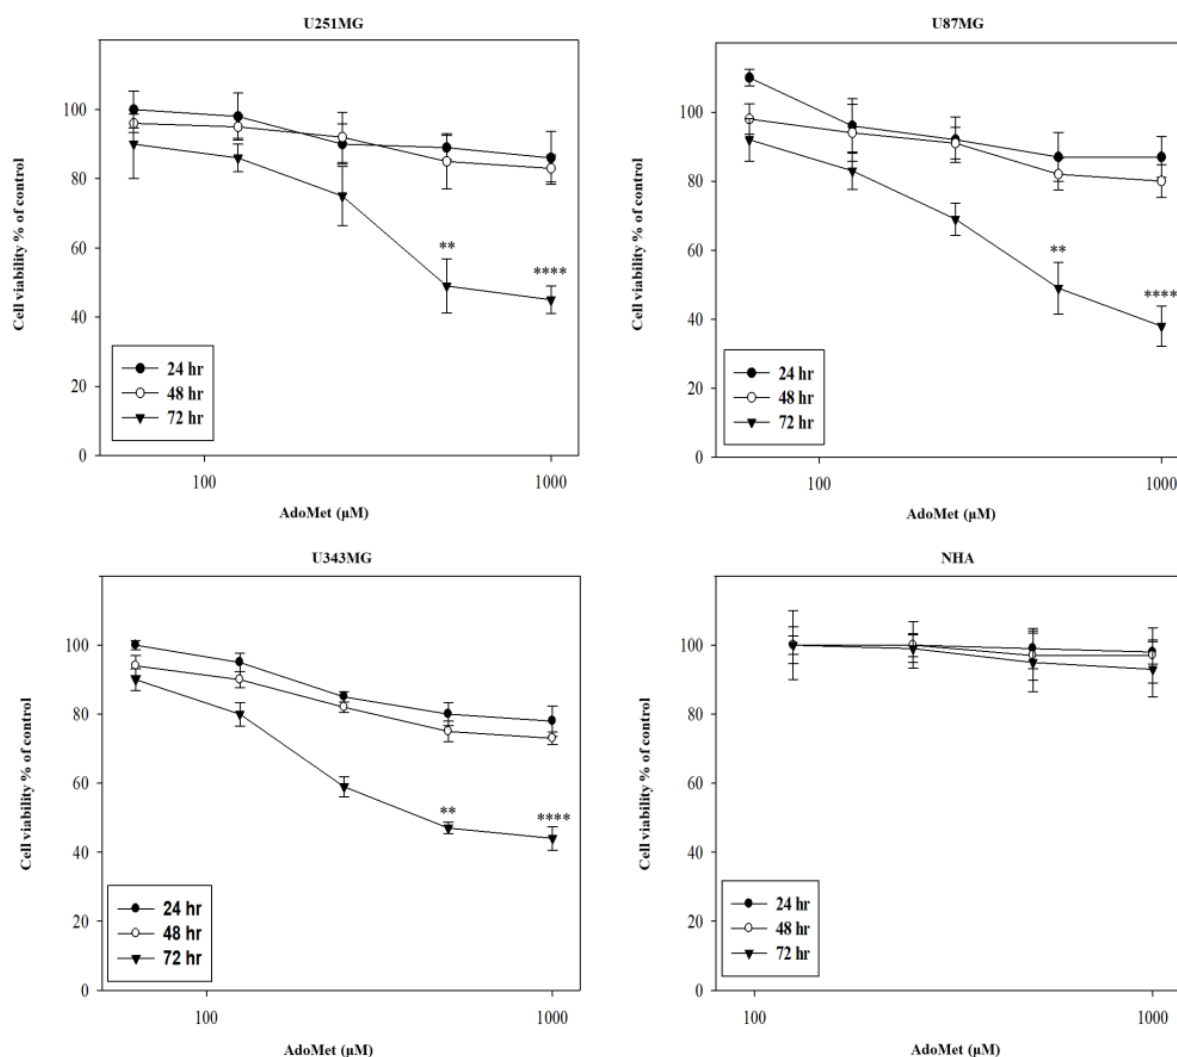 U251MG
Cell viability % of control
100
80
60
40
20
0
**
****
24 hr
48 hr
72 hr
100
1000
AdoMet (µM)
U87MG
Cell viability % of control
100
80
60
40
20
0
**
****
24 hr
48 hr
72 hr
100
1000
AdoMet (µM)
U343MG
Cell viability % of control
100
80
60
40
20
0
**
****
24 hr
48 hr
72 hr
100
1000
AdoMet (µM)
NHA
Cell viability % of control
100
80
60
40
20
0
24 hr
48 hr
72 hr
100
1000
AdoMet (µM)